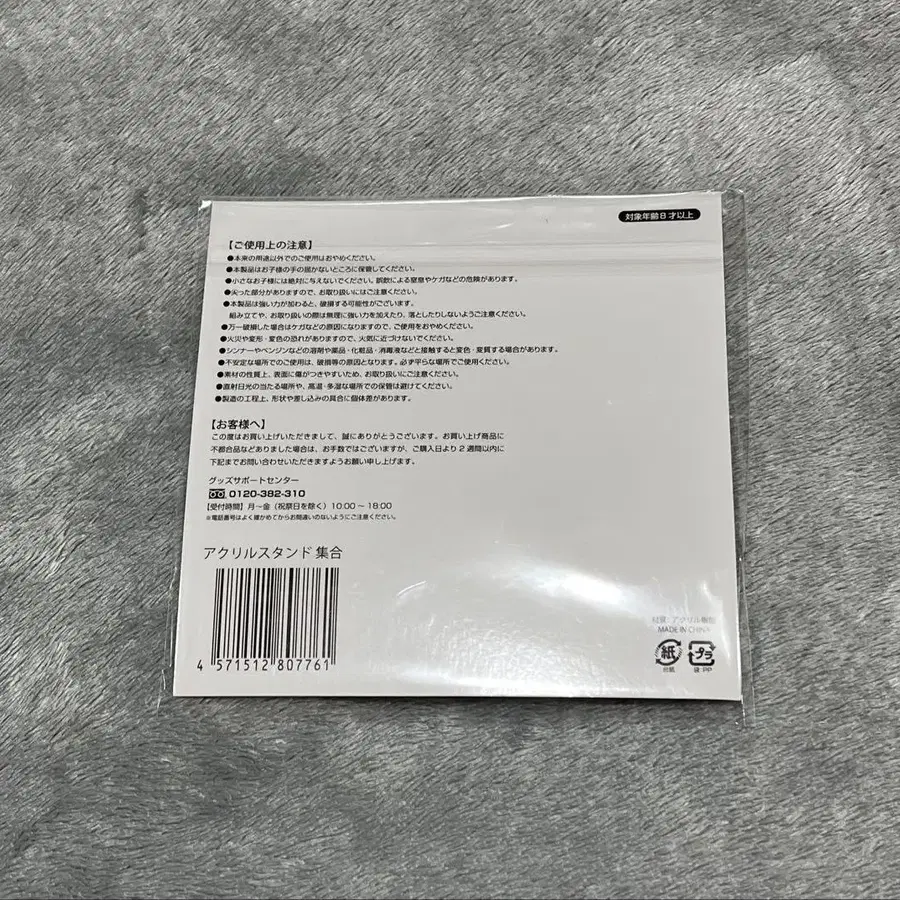 対象年齢8才以上
【ご使用上の注意】
●本来の用途以外でのご使用はおやめください。
●本製品はお子様の手の届かないところに保管してください。
●小さなお子様には絶対に与えないでください。誤飲による窒息やケガなどの危険があります。
●尖った部分がありますので、お取り扱いにはご注意ください。
●本製品は強い力が加わると、破損する可能性がございます。
組み立てや、お取り扱いの際は無理に強い力を加えたり、落としたりしないようご注意ください。
●万一破損した場合はケガなどの原因になりますので、ご使用をおやめください。
●火災や変形・変色の恐れがありますので、火気に近づけないでください。
●シンナーやベンジンなどの溶剤や薬品・化粧品・消毒液などと接触すると変色・変質する場合があります。
●不安定な場所でのご使用は、破損等の原因となります。必ず平らな場所でご使用ください。
●素材の性質上、表面に傷がつきやすいため、お取り扱いにご注意ください。
●直射日光の当たる場所や、高温・多湿な場所での保管は避けてください。
●製造の工程上、形状や差し込みの具合に個体差があります。
【お客様へ】
この度はお買い上げいただきまして、誠にありがとうございます。お買い上げ商品に
不都合品などありました場合は、お手数ではございますが、ご購入日より2週間以内に
下記までお問い合わせいただきますようお願い申し上げます。
グッズサポートセンター
0120-382-310
【受付時間】月～金（祝祭日を除く）10:00～18:00
※電話番号はよく確かめてからお間違いのないようにご注意ください。
アクリルスタンド 集合
4 571512 807761
材質：アクリル樹脂
MADE IN CHINA
紙 プラ
台紙 袋:PP